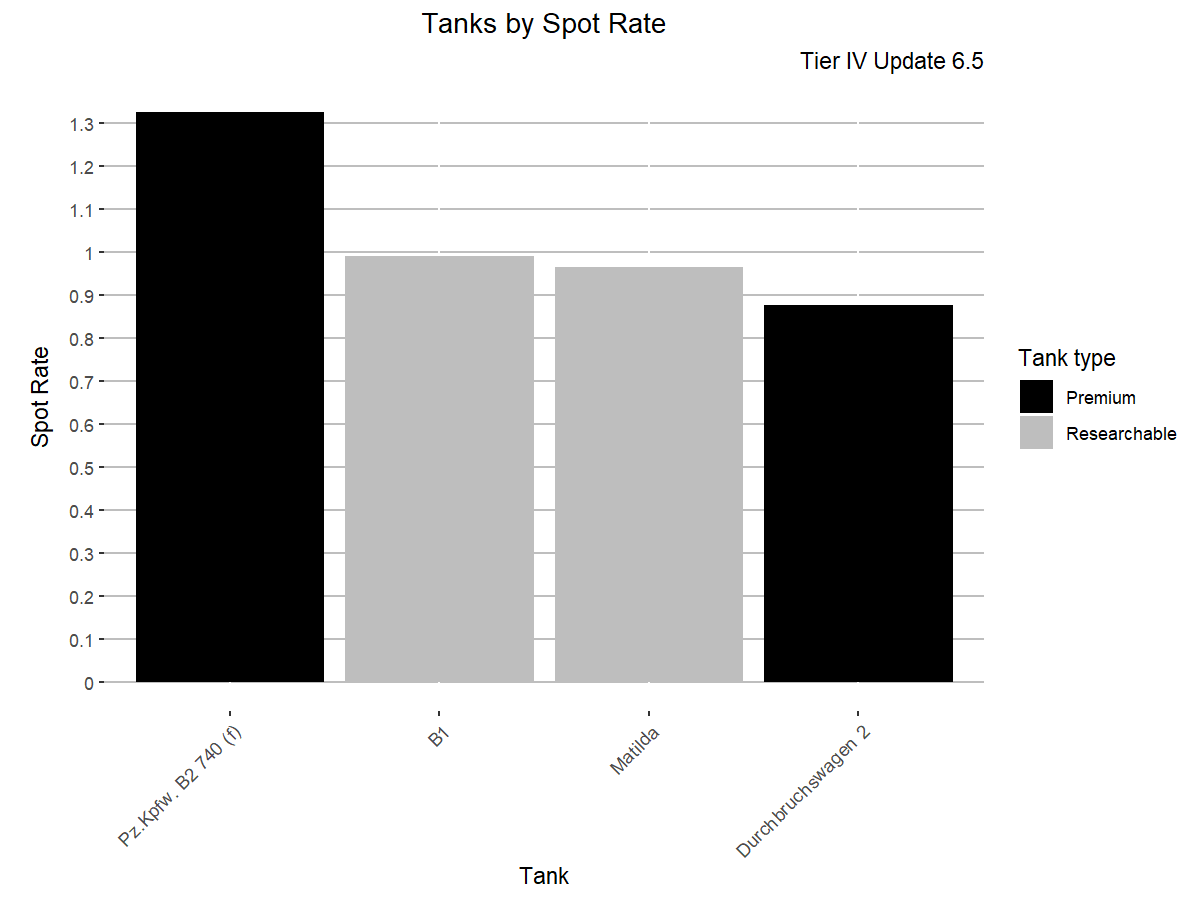 Tanks by Spot Rate
Tier IV Update 6.5
Spot Rate
1.3
1.2
1.1
1
0.9
0.8
0.7
0.6
0.5
0.4
0.3
0.2
0.1
0
Pz.Kpfw. B2 740 (f)
B1
Matilda
Durchbruchswagen 2
Tank
Tank type
Premium
Researchable